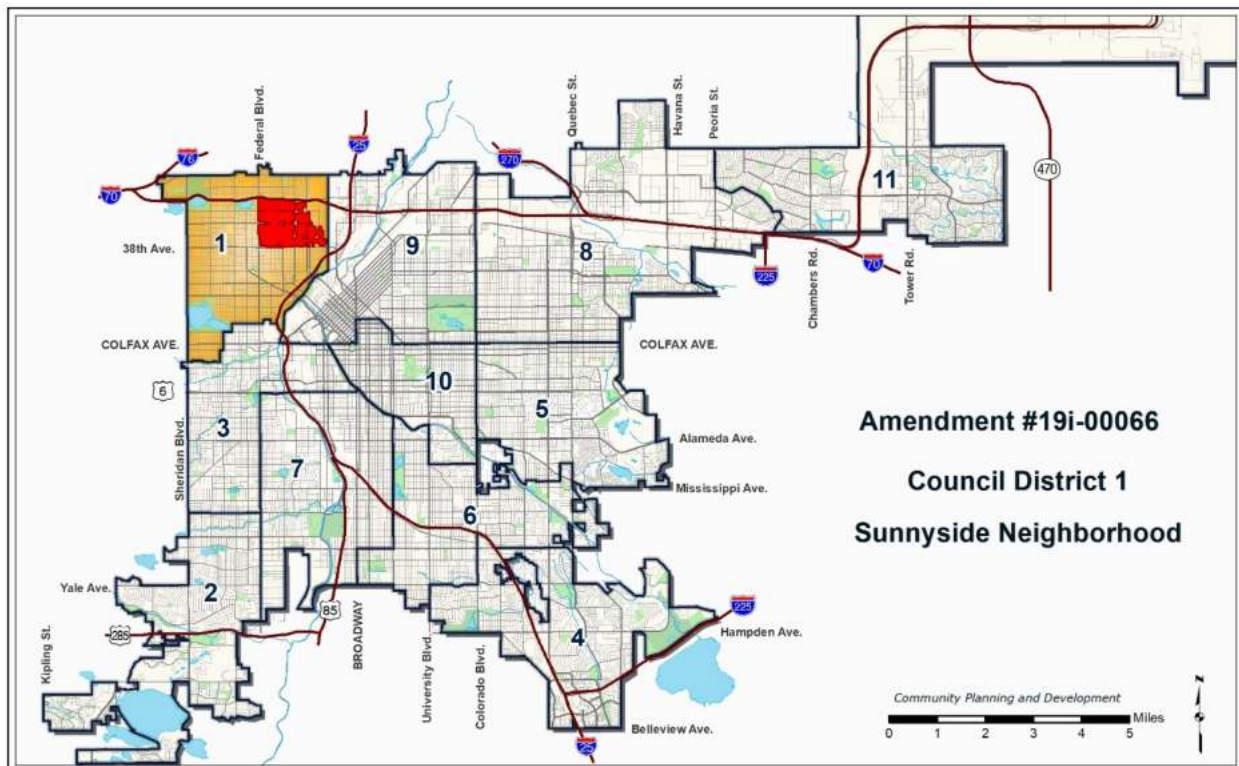 Federal Blvd.
Quebec St.
Havana St.
Peoria St.
76
25
270
70
11
470
1
9
8
38th Ave.
225
70
Chambers Rd.
Tower Rd.
COLFAX AVE.
COLFAX AVE.
6
10
5
3
Sheridan Blvd.
7
Alameda Ave.
Mississippi Ave.
6
Amendment #19i-00066
Council District 1
Sunnyside Neighborhood
Yale Ave.
2
85
285
BROADWAY
University Blvd.
Colorado Blvd.
4
225
Hampden Ave.
Kipling St.
Belleview Ave.
25
Community Planning and Development
Miles
0 1 2 3 4 5
N